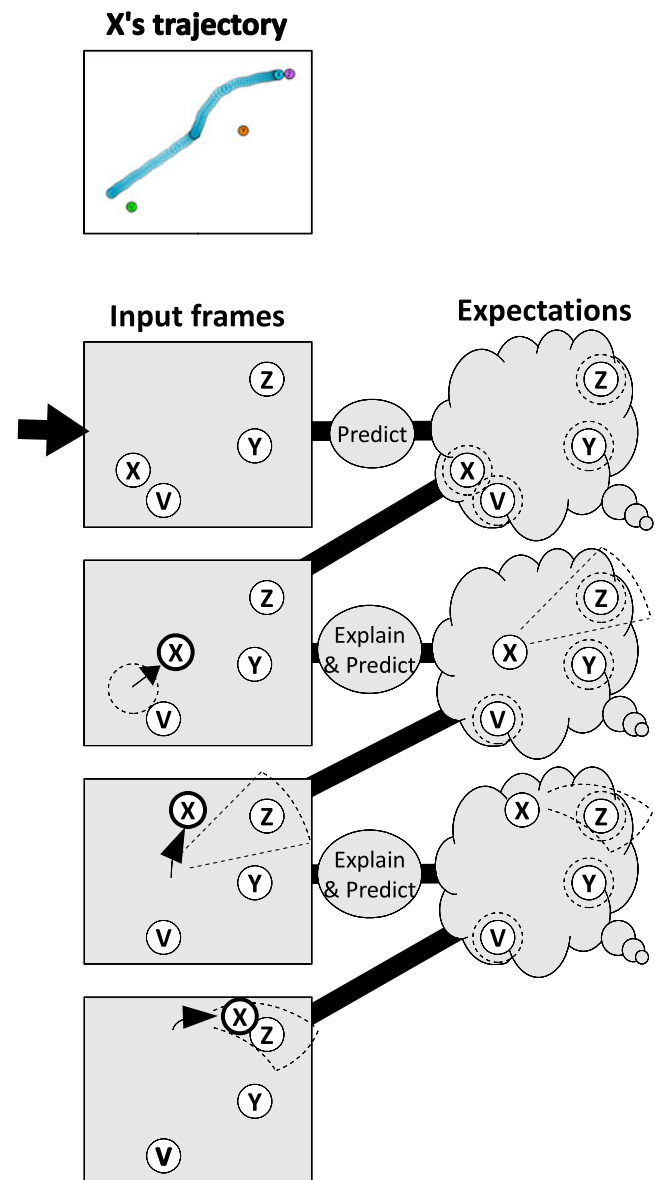 X's trajectory
X Z
Y
V
Input frames
Expectations
Z
Y
X
V
Predict
Z
Y
X
V
Z
X
Y
V
Explain
& Predict
Z
X
Y
V
X
Z
Y
V
Explain
& Predict
X
Z
Y
V
X
Z
Y
V